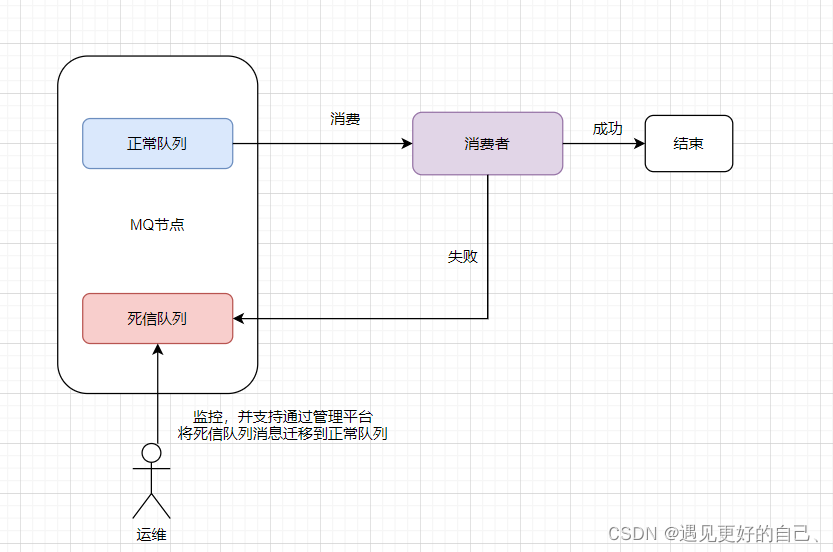 消费
成功
正常队列
消费者
结束
MQ节点
失败
死信队列
监控，并支持通过管理平台
将死信队列消息迁移到正常队列
运维
CSDN @遇见更好的自己、